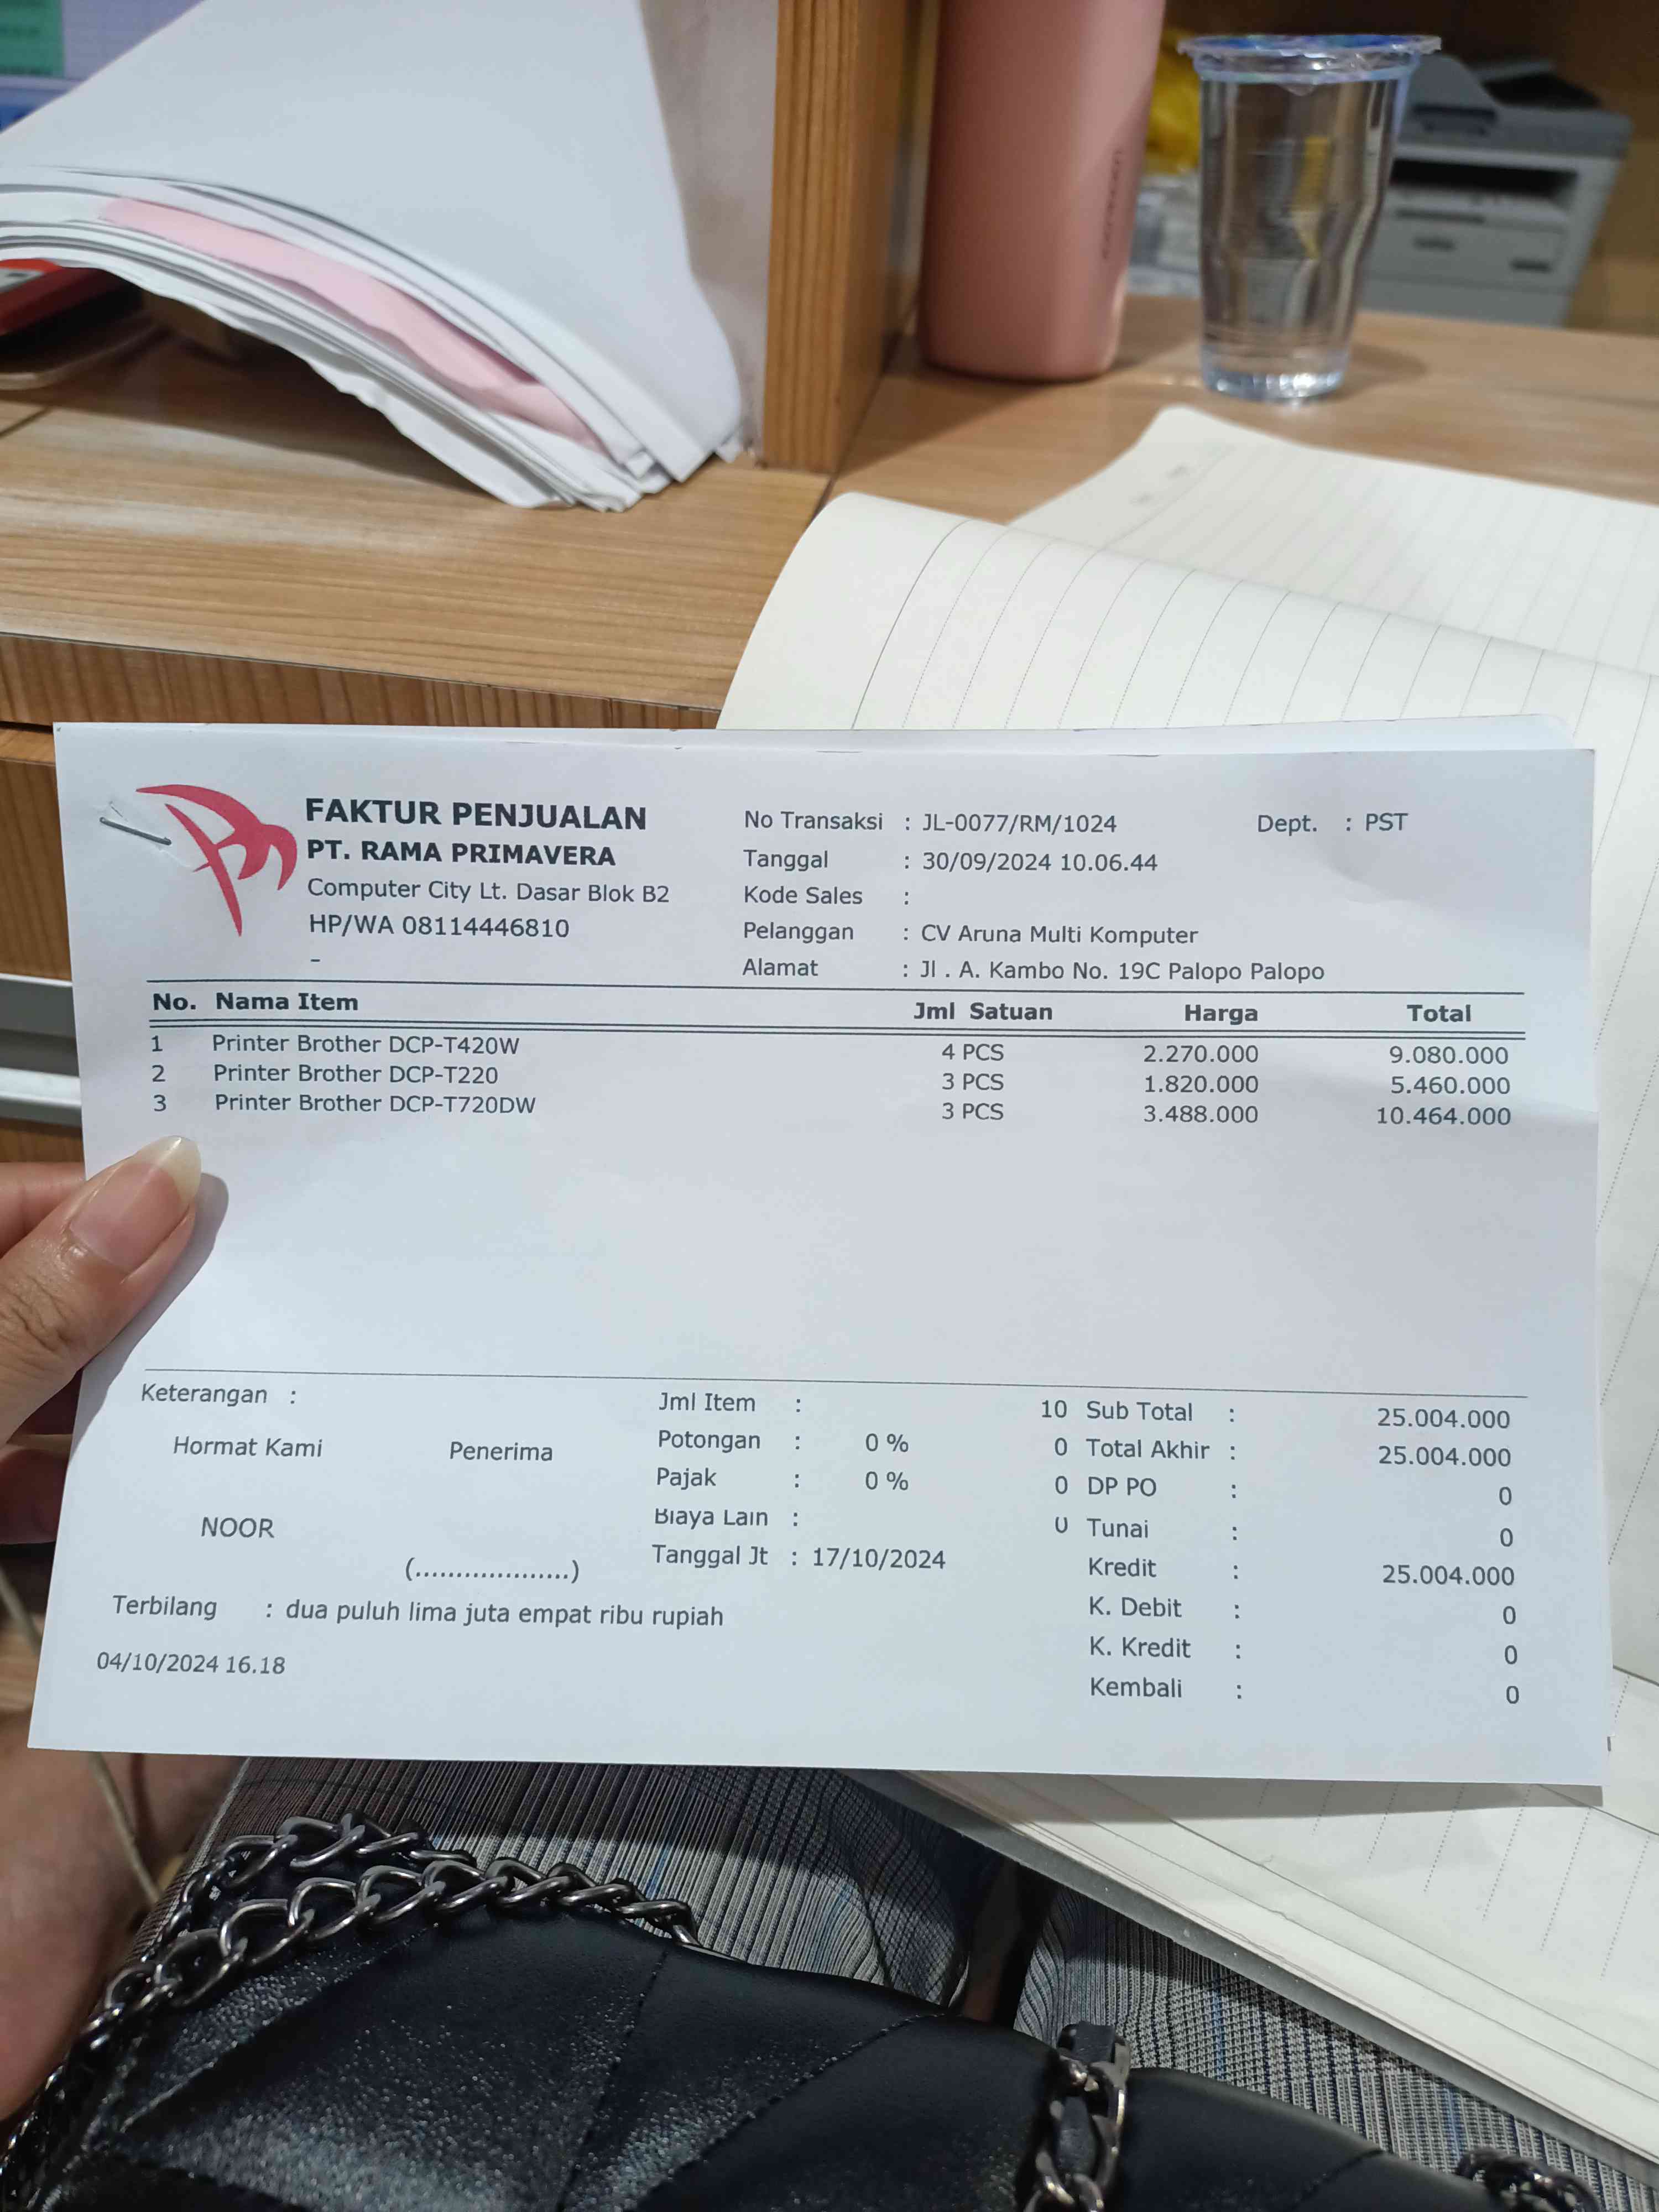 FAKTUR PENJUALAN
PT. RAMA PRIMAVERA
Computer City Lt. Dasar Blok B2
HP/WA 08114446810
-
No Transaksi : JL-0077/RM/1024 Dept. : PST
Tanggal : 30/09/2024 10.06.44
Kode Sales :
Pelanggan : CV Aruna Multi Komputer
Alamat : Jl . A. Kambo No. 19C Palopo Palopo
No. Nama Item Jml Satuan Harga Total
1 Printer Brother DCP-T420W 4 PCS 2.270.000 9.080.000
2 Printer Brother DCP-T220 3 PCS 1.820.000 5.460.000
3 Printer Brother DCP-T720DW 3 PCS 3.488.000 10.464.000
Keterangan :
Hormat Kami Penerima
NOOR
(...................)
Jml Item : 10
Potongan : 0 % 0
Pajak : 0 % 0
Biaya Lain : 0
Tanggal Jt : 17/10/2024
Sub Total : 25.004.000
Total Akhir : 25.004.000
DP PO : 0
Tunai : 0
Kredit : 25.004.000
K. Debit : 0
K. Kredit : 0
Kembali : 0
Terbilang : dua puluh lima juta empat ribu rupiah
04/10/2024 16.18